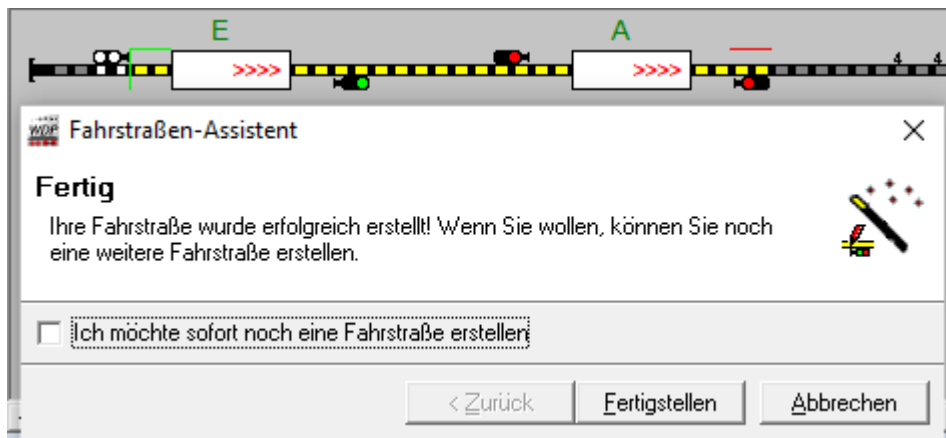 E A
>>>> >>>>
4 4
WDP Fahrstraßen-Assistent
Fertig
Ihre Fahrstraße wurde erfolgreich erstellt! Wenn Sie wollen, können Sie noch
eine weitere Fahrstraße erstellen.
Ich möchte sofort noch eine Fahrstraße erstellen
< Zurück Fertigstellen Abbrechen